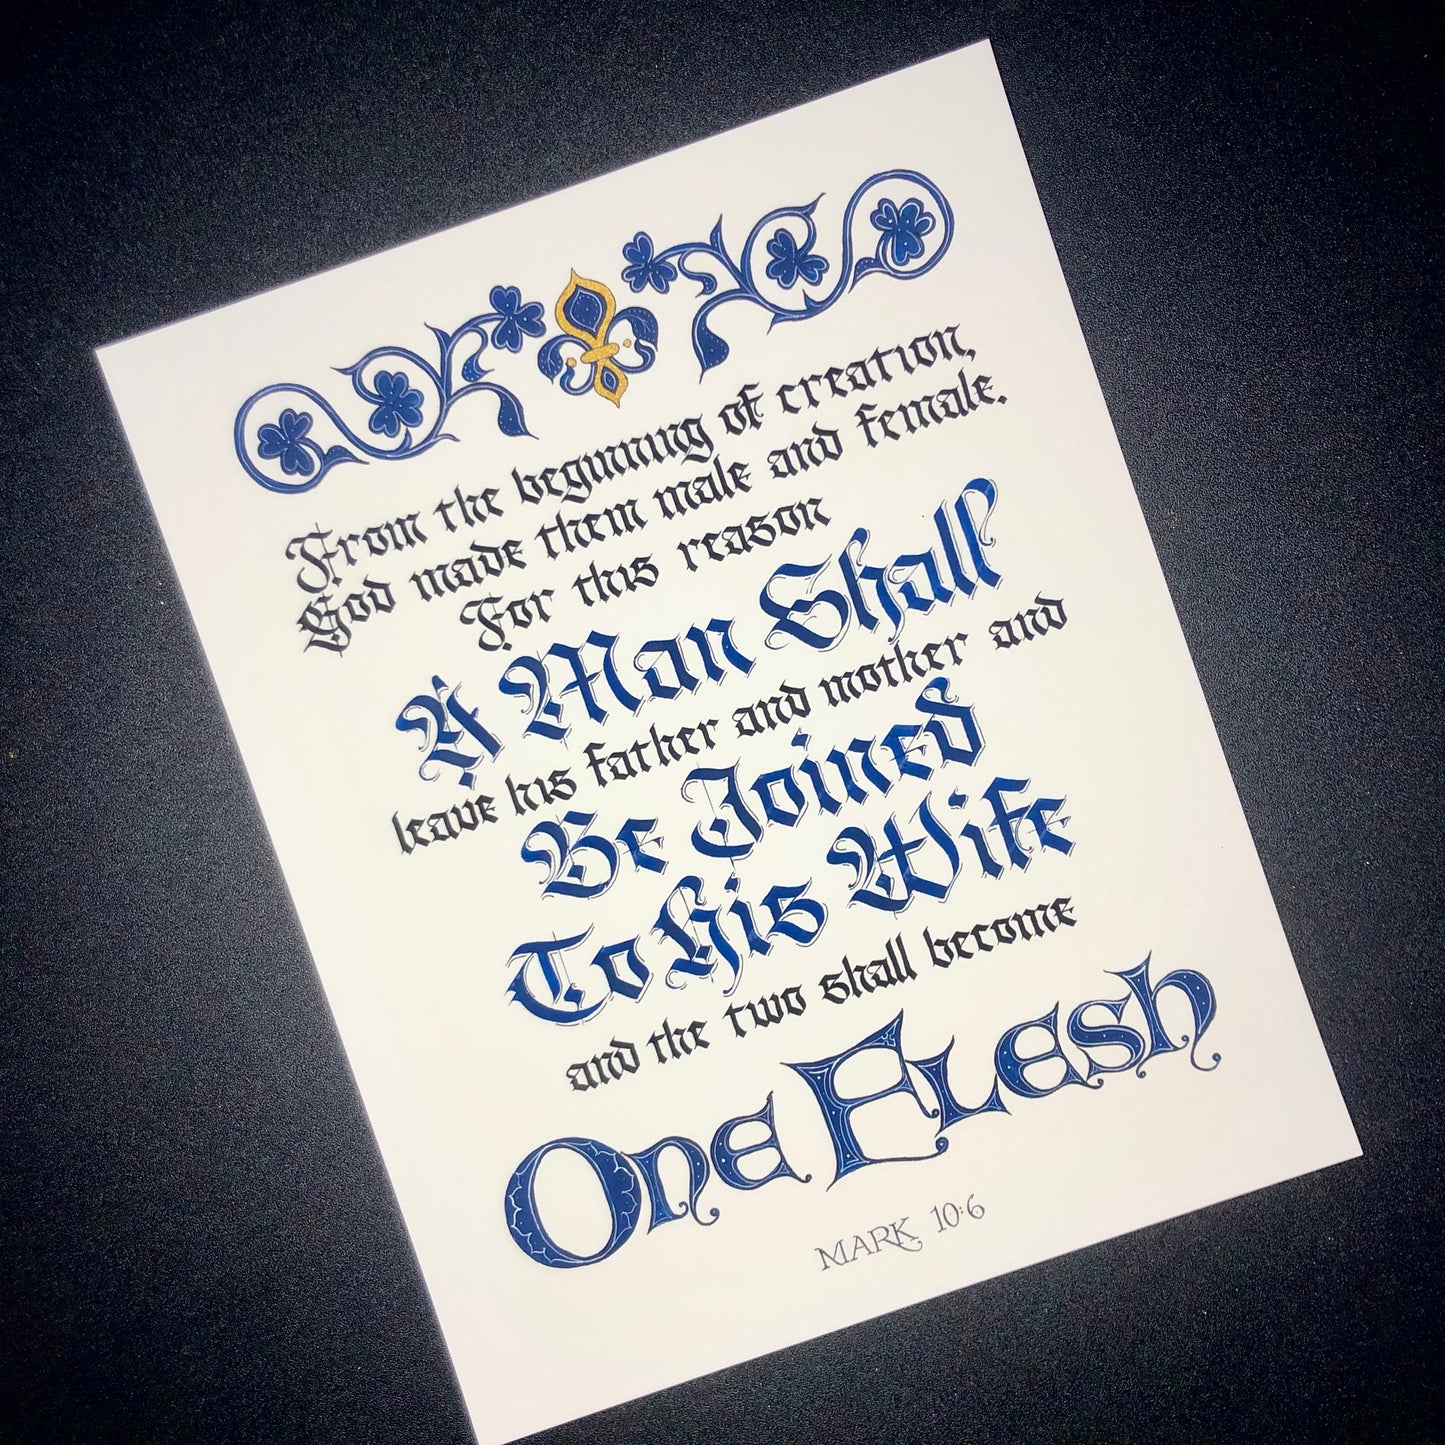 From the beginning of creation,
God made them male and female.
For this reason
A Man Shall
leave his father and mother and
Be Joined
To His Wife
and the two shall become
One Flesh
MARK 10:6